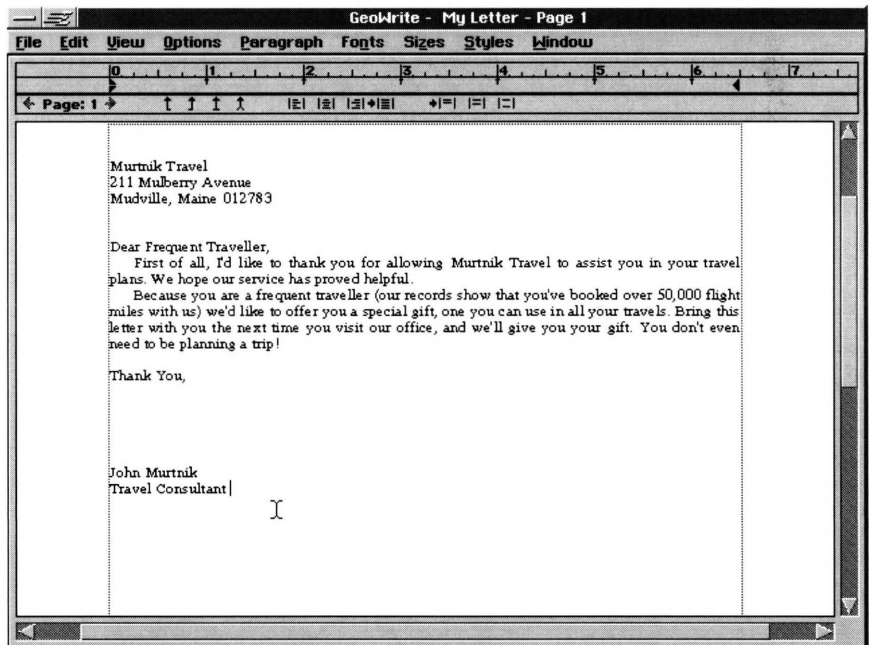 GeoWrite - My Letter - Page 1
File Edit View Options Paragraph Fonts Sizes Styles Window
0 1 2 3 4 5 6 7
Page: 1
Murtnik Travel
211 Mulberry Avenue
Mudville, Maine 012783
Dear Frequent Traveller,
First of all, I'd like to thank you for allowing Murtnik Travel to assist you in your travel
plans. We hope our service has proved helpful.
Because you are a frequent traveller (our records show that you've booked over 50,000 flight
miles with us) we'd like to offer you a special gift, one you can use in all your travels. Bring this
letter with you the next time you visit our office, and we'll give you your gift. You don't even
need to be planning a trip!
Thank You,
John Murtnik
Travel Consultant